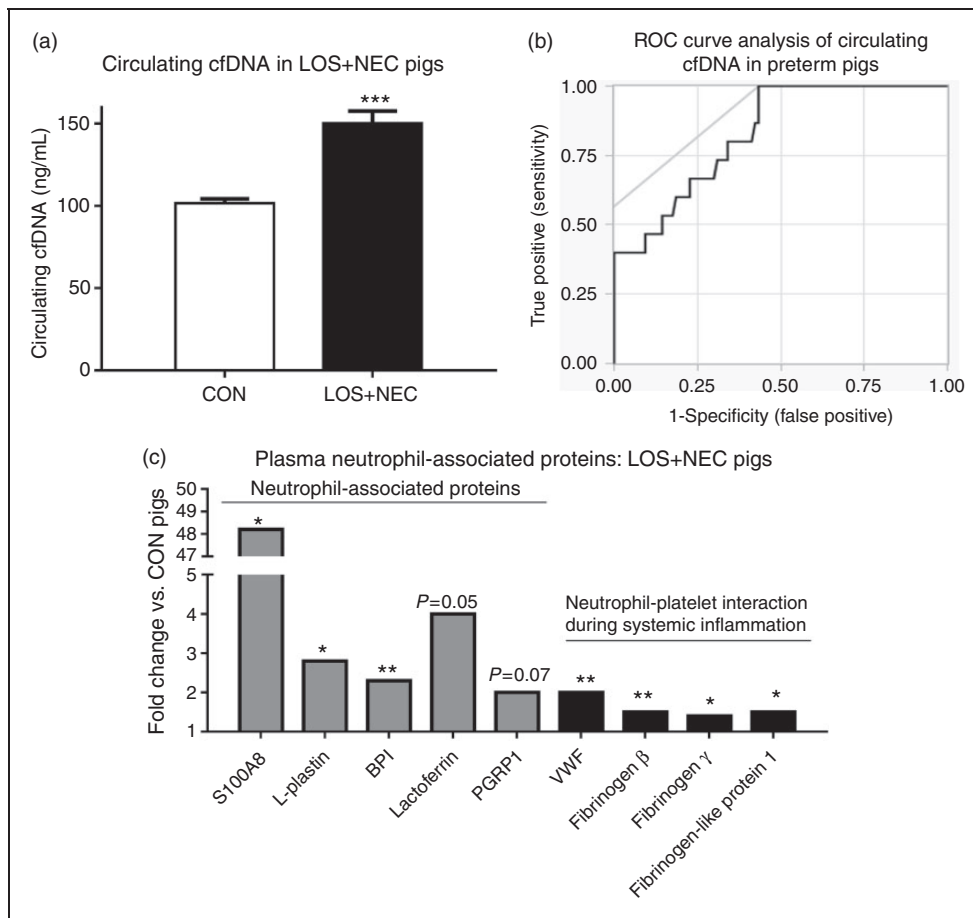 (a)
Circulating cfDNA in LOS+NEC pigs
Circulating cfDNA (ng/mL)
150
100
50
0
***
CON
LOS+NEC
(b)
ROC curve analysis of circulating
cfDNA in preterm pigs
True positive (sensitivity)
1.00
0.75
0.50
0.25
0.00
0.00
0.25
0.50
0.75
1.00
1-Specificity (false positive)
(c)
Plasma neutrophil-associated proteins: LOS+NEC pigs
Neutrophil-associated proteins
Fold change vs. CON pigs
50
49
48
47
5
4
3
2
1
*
*
**
P=0.05
P=0.07
Neutrophil-platelet interaction
during systemic inflammation
**
**
*
*
S100A8
L-plastin
BPI
Lactoferrin
PGRP1
VWF
Fibrinogen β
Fibrinogen γ
Fibrinogen-like protein 1